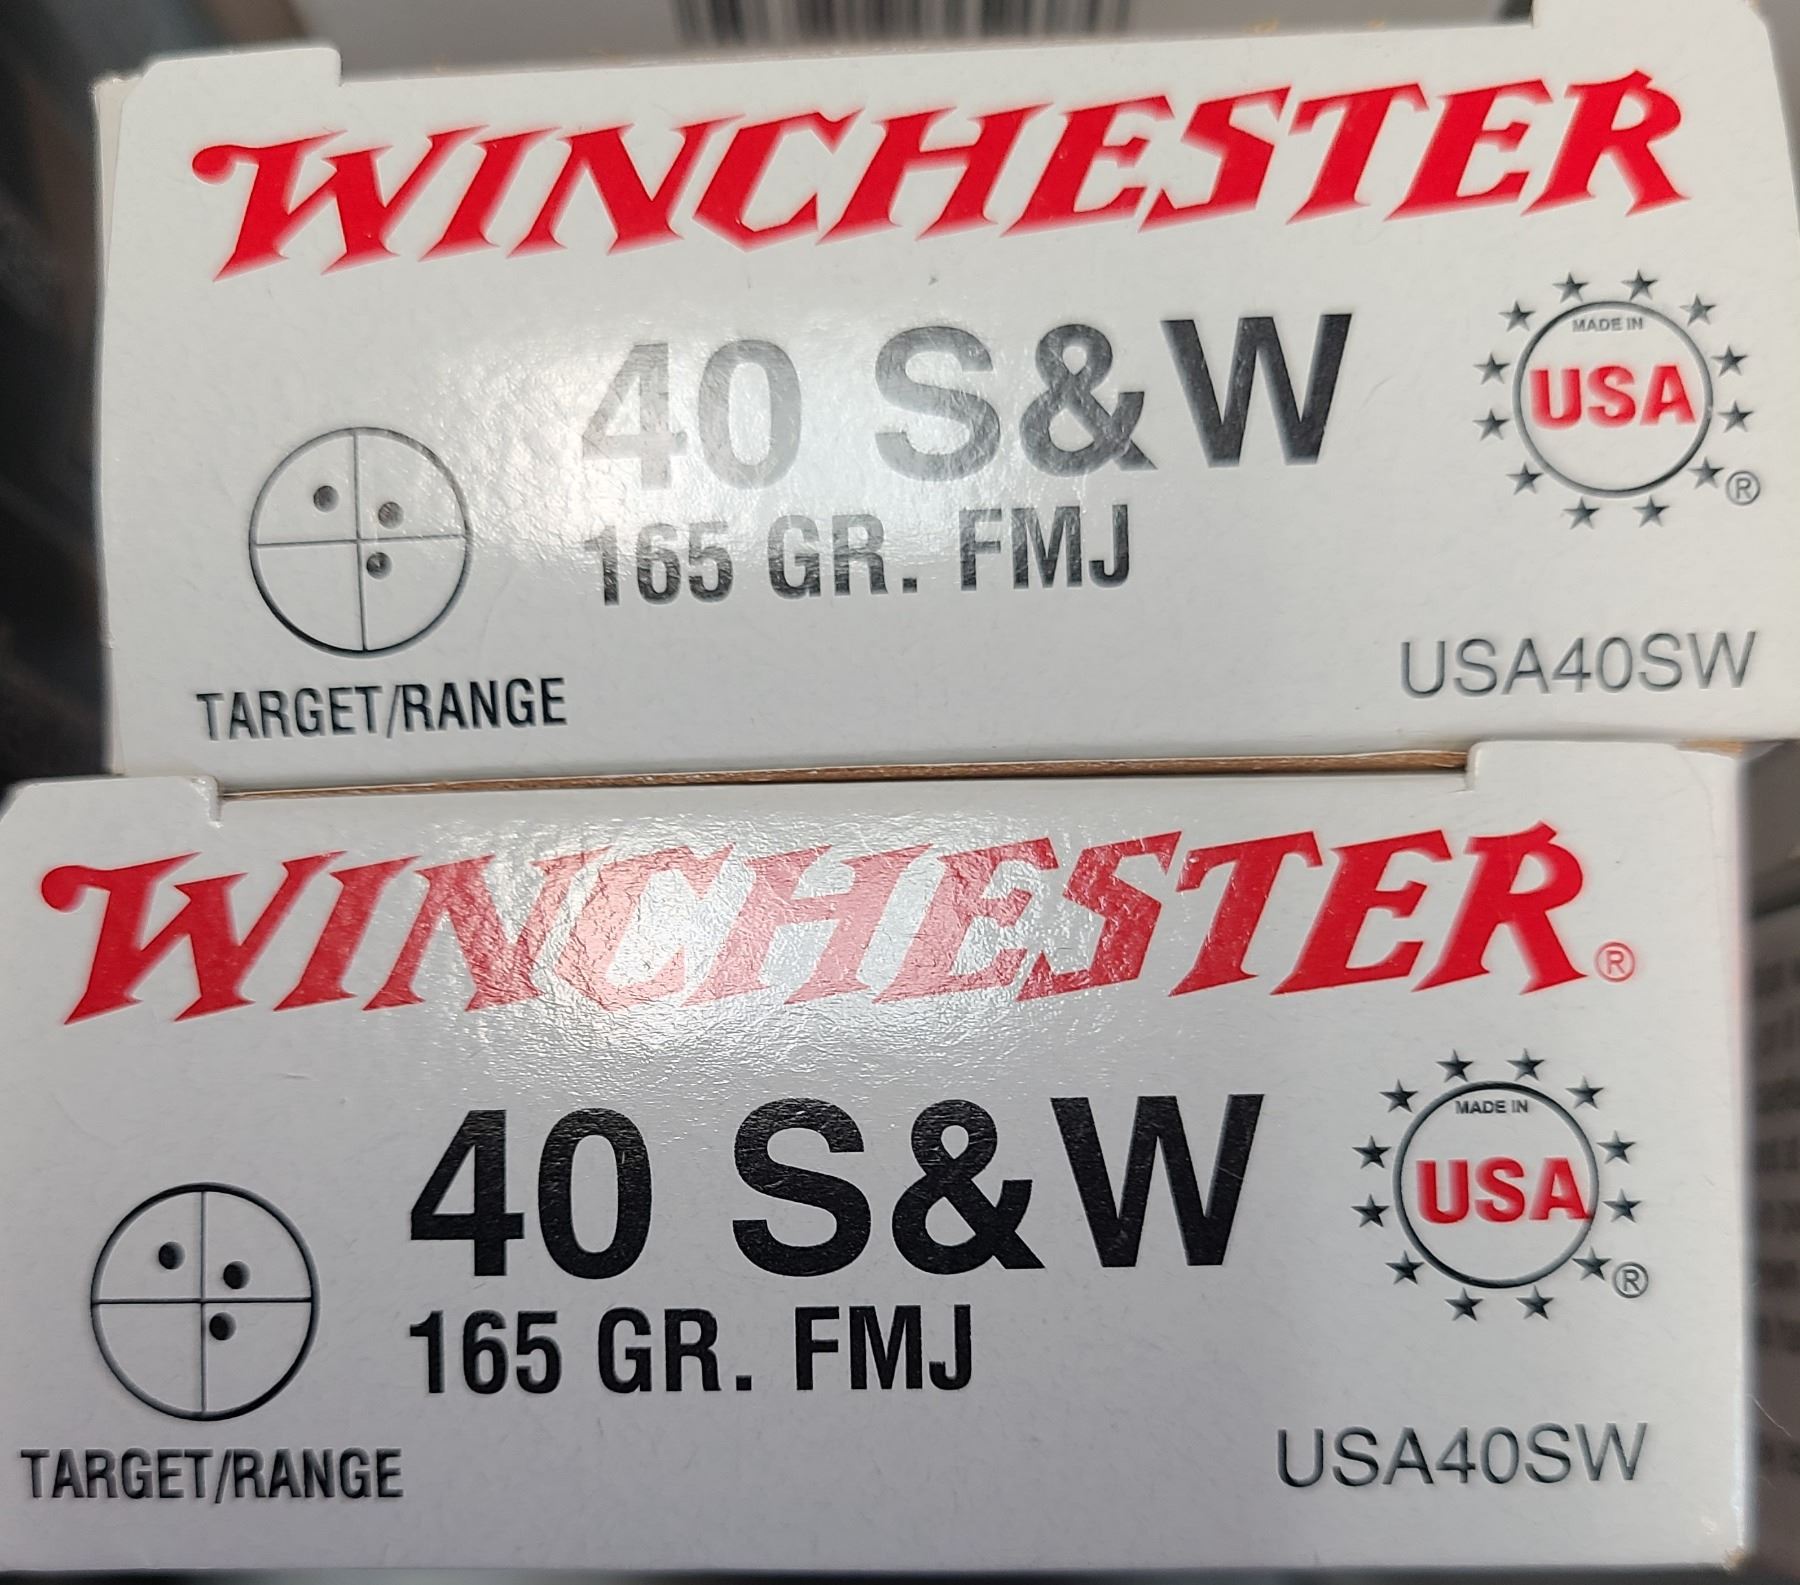 WINCHESTER
MADE IN
USA
®
40 S&W
165 GR. FMJ
TARGET/RANGE
USA40SW
WINCHESTER®
MADE IN
USA
®
40 S&W
165 GR. FMJ
TARGET/RANGE
USA40SW